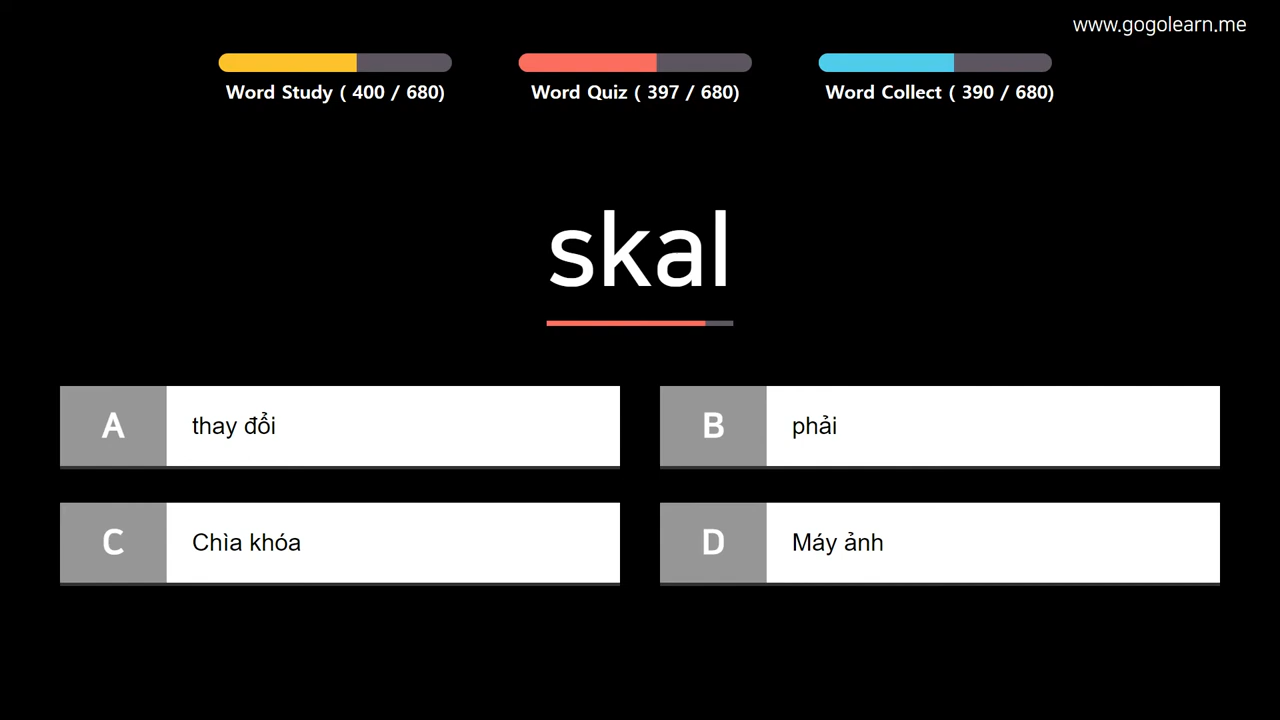 www.gogolearn.me
Word Study ( 400 / 680)
Word Quiz ( 397 / 680)
Word Collect ( 390 / 680)
skal
A thay đổi
B phải
C Chìa khóa
D Máy ảnh